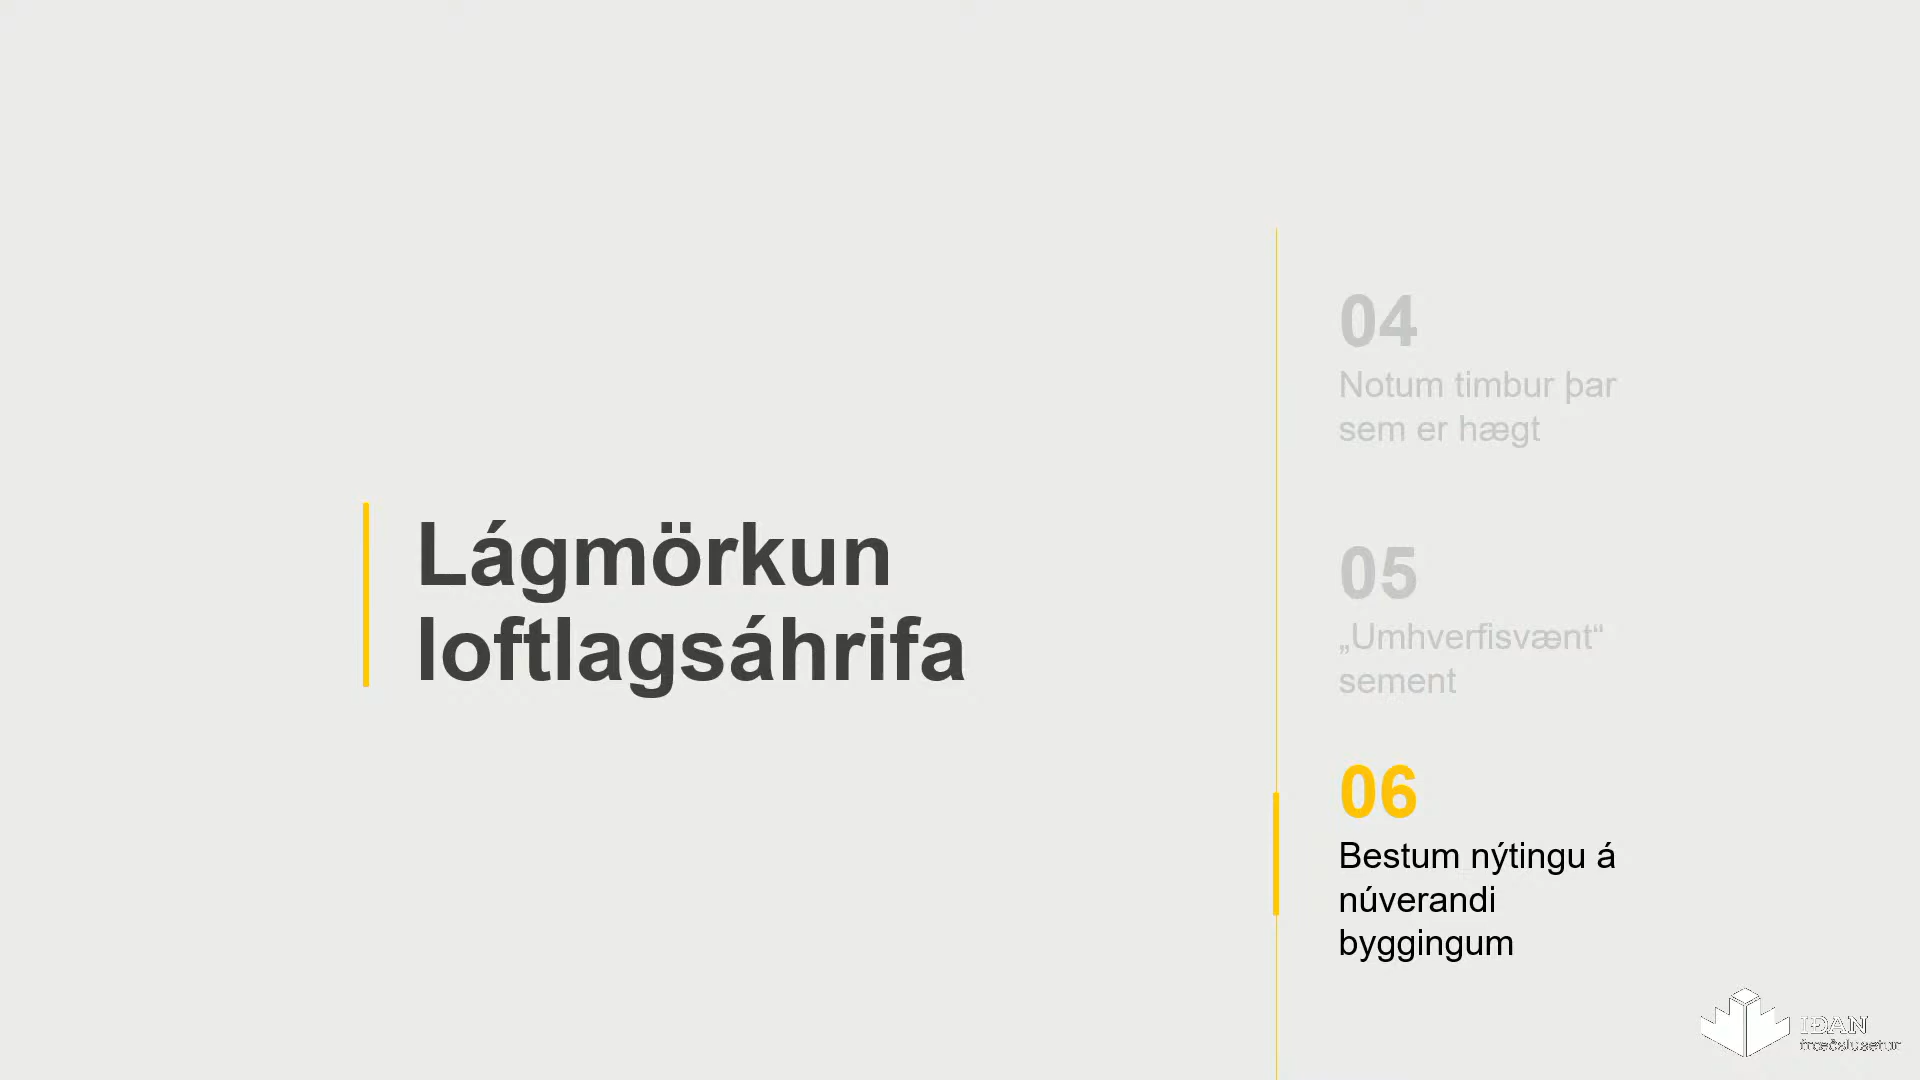 Lágmörkun
loftlagsáhrifa
04
Notum timbur þar
sem er hægt
05
„Umhverfisvænt“
sement
06
Bestum nýtingu á
núverandi
byggingum
IÐAN
fræðslusetur